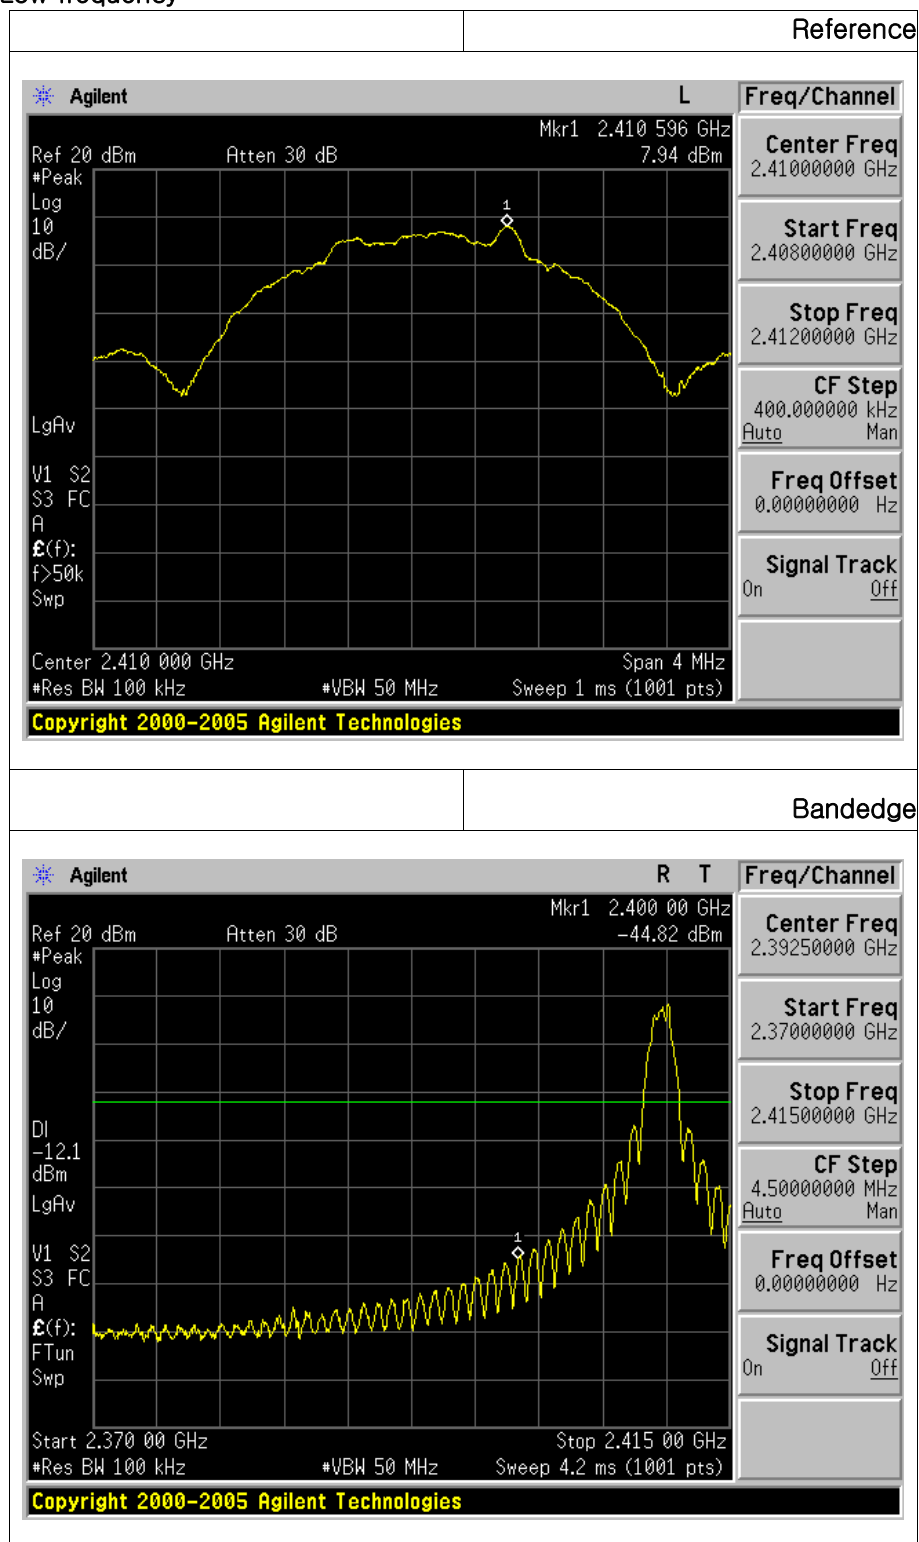 Low frequency
Reference
Agilent L Freq/Channel
Mkr1 2.410 596 GHz
Ref 20 dBm Atten 30 dB 7.94 dBm
#Peak
Log
10
dB/
1
LgAv
V1 S2
S3 FC
A
£(f):
f>50k
Swp
Center 2.410 000 GHz Span 4 MHz
#Res BW 100 kHz #VBW 50 MHz Sweep 1 ms (1001 pts)
Copyright 2000-2005 Agilent Technologies
Center Freq
2.41000000 GHz
Start Freq
2.40800000 GHz
Stop Freq
2.41200000 GHz
CF Step
400.000000 kHz
Auto Man
Freq Offset
0.00000000 Hz
Signal Track
On Off
Bandedge
Agilent R T Freq/Channel
Mkr1 2.400 00 GHz
Ref 20 dBm Atten 30 dB -44.82 dBm
#Peak
Log
10
dB/
DI
-12.1
dBm
LgAv
1
V1 S2
S3 FC
A
£(f):
FTun
Swp
Start 2.370 00 GHz Stop 2.415 00 GHz
#Res BW 100 kHz #VBW 50 MHz Sweep 4.2 ms (1001 pts)
Copyright 2000-2005 Agilent Technologies
Center Freq
2.39250000 GHz
Start Freq
2.37000000 GHz
Stop Freq
2.41500000 GHz
CF Step
4.50000000 MHz
Auto Man
Freq Offset
0.00000000 Hz
Signal Track
On Off